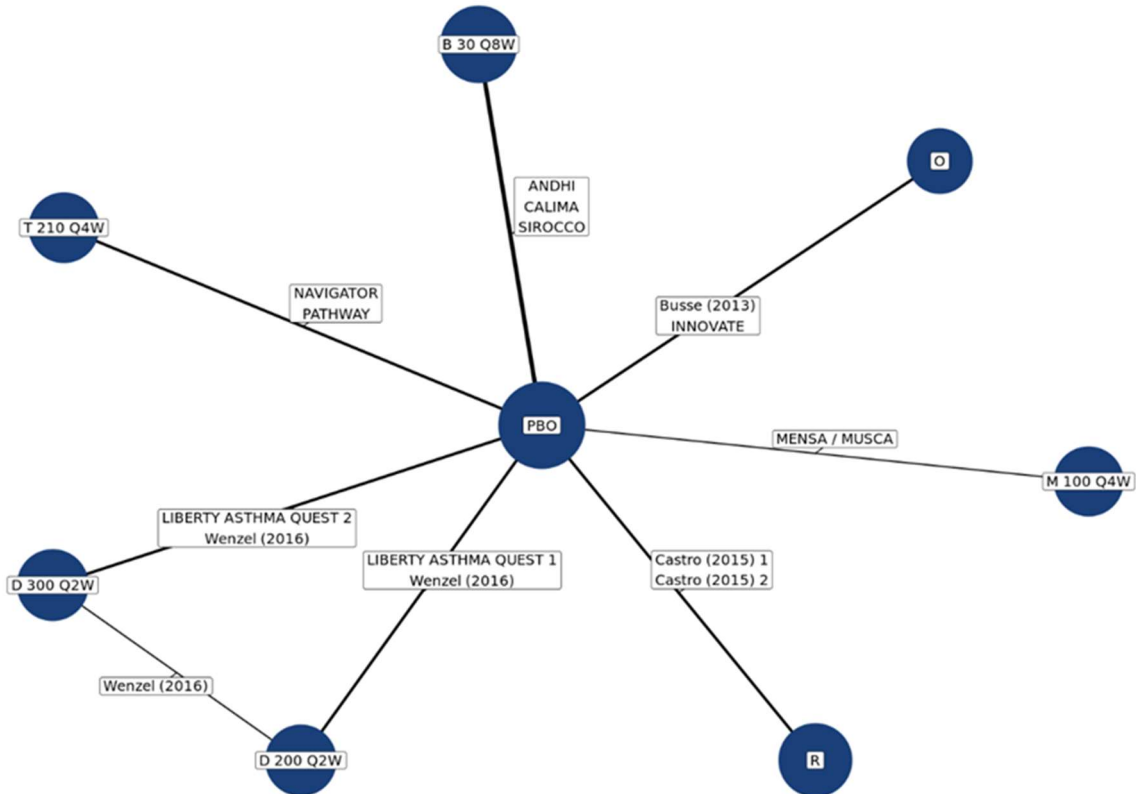 B 30 Q8W
O
ANDHI
CALIMA
SIROCCO
T 210 Q4W
NAVIGATOR
PATHWAY
Busse (2013)
INNOVATE
PBO
MENSA / MUSCA
M 100 Q4W
LIBERTY ASTHMA QUEST 2
Wenzel (2016)
LIBERTY ASTHMA QUEST 1
Wenzel (2016)
Castro (2015) 1
Castro (2015) 2
D 300 Q2W
Wenzel (2016)
D 200 Q2W
R